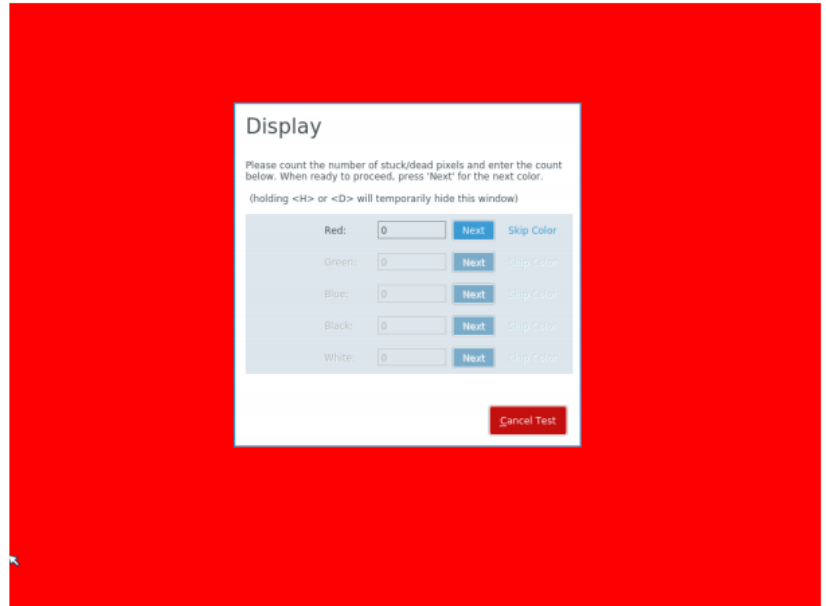 Display
Please count the number of stuck/dead pixels and enter the count
below. When ready to proceed, press 'Next' for the next color.
(holding <H> or <D> will temporarily hide this window)
Red: 0 Next Skip Color
Green: 0 Next Skip Color
Blue: 0 Next Skip Color
Black: 0 Next Skip Color
White: 0 Next Skip Color
Cancel Test